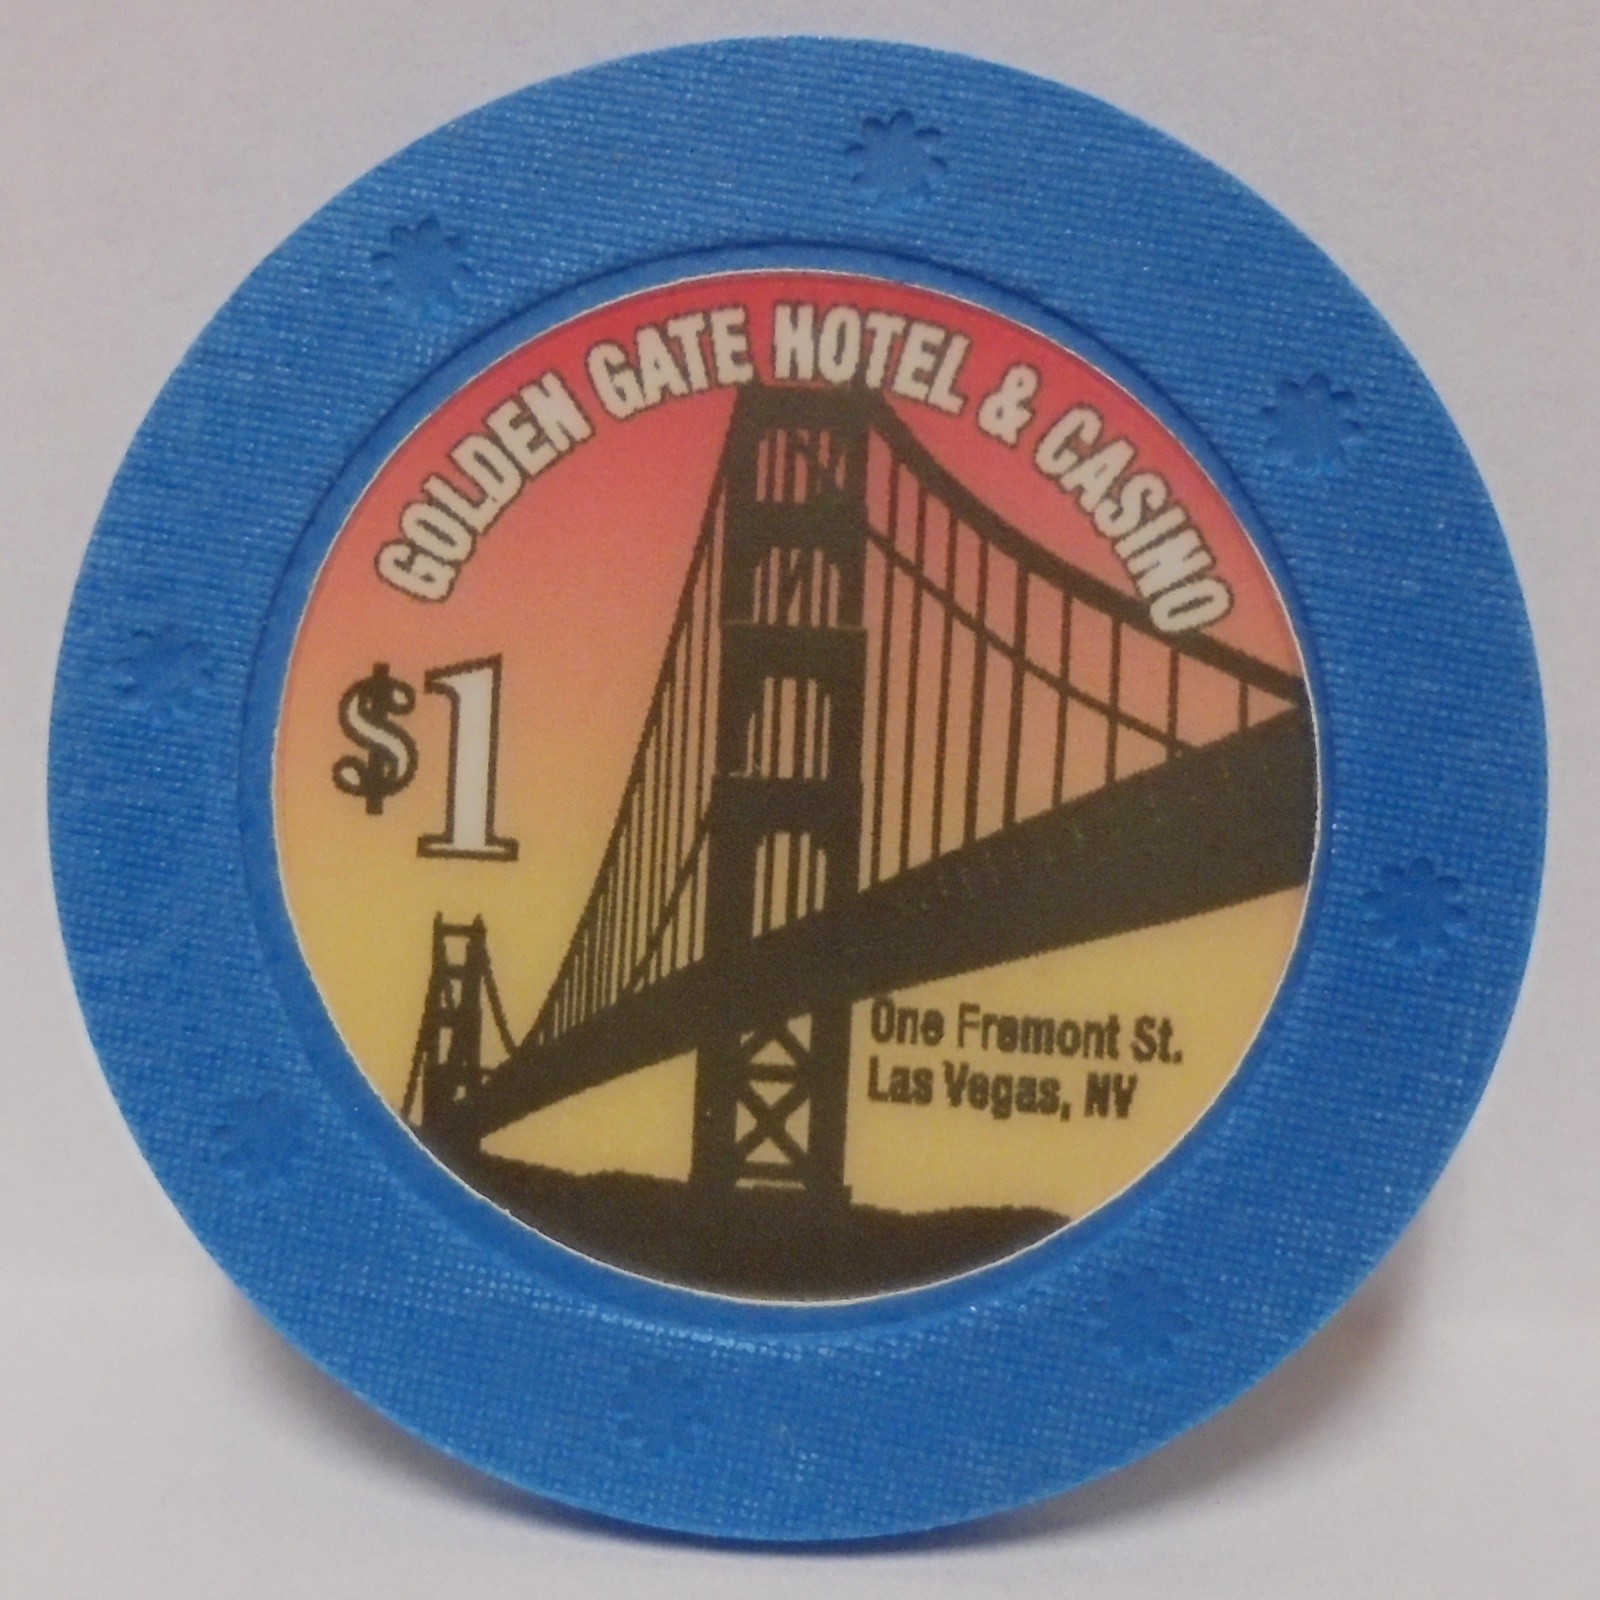 GOLDEN GATE HOTEL & CASINO
$1
One Fremont St.
Las Vegas, NV